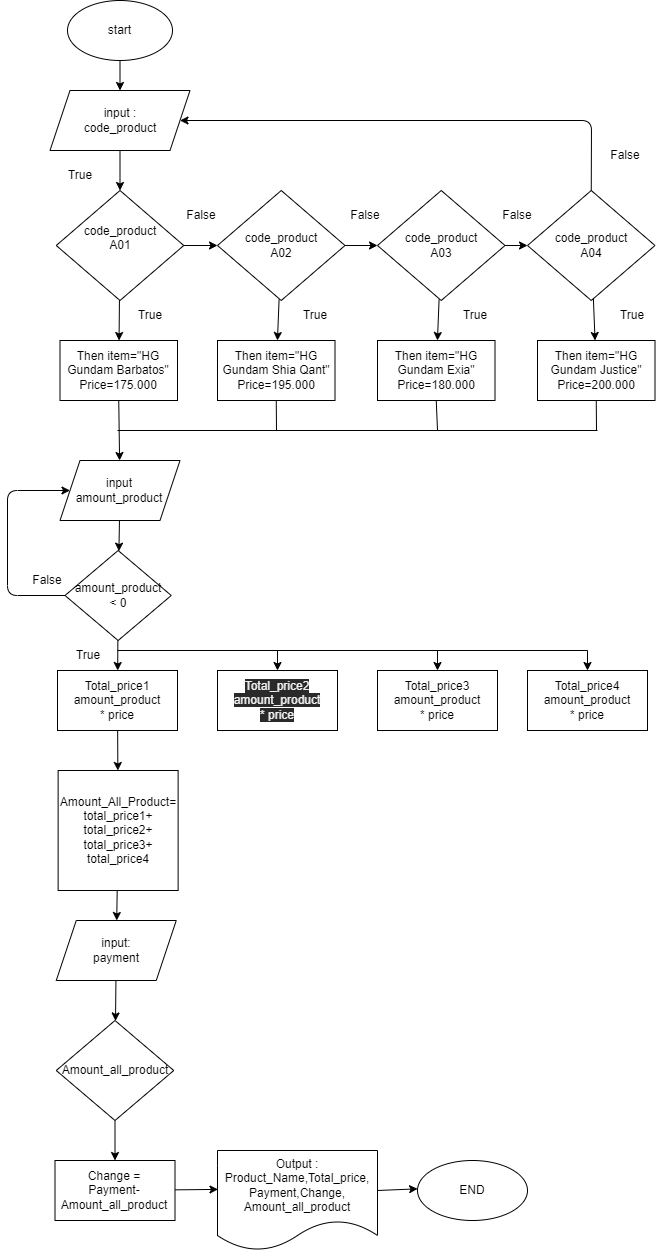 start
input :
code_product
False
True
code_product
A01
False
code_product
A02
False
code_product
A03
False
code_product
A04
True
True
True
True
Then item="HG
Gundam Barbatos"
Price=175.000
Then item="HG
Gundam Shia Qant"
Price=195.000
Then item="HG
Gundam Exia"
Price=180.000
Then item="HG
Gundam Justice"
Price=200.000
input
amount_product
False
amount_product
< 0
True
Total_price1
amount_product
* price
Total_price2
amount_product
* price
Total_price3
amount_product
* price
Total_price4
amount_product
* price
Amount_All_Product=
total_price1+
total_price2+
total_price3+
total_price4
input:
payment
Amount_all_product
Change =
Payment-
Amount_all_product
Output :
Product_Name,Total_price,
Payment,Change,
Amount_all_product
END